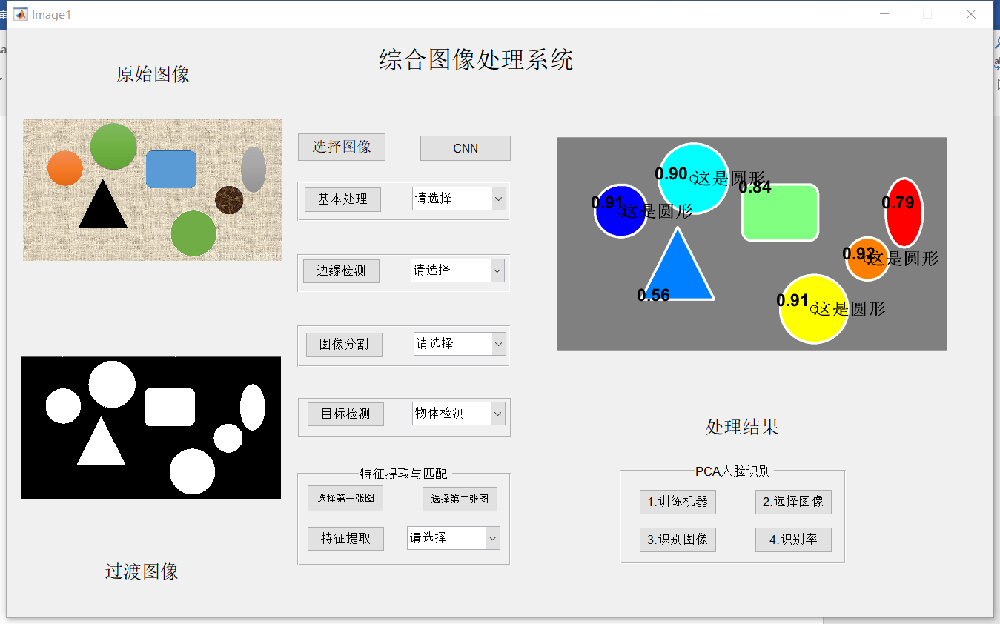 Image1
综合图像处理系统
原始图像
选择图像
CNN
基本处理
请选择
边缘检测
请选择
图像分割
请选择
目标检测
物体检测
特征提取与匹配
选择第一张图
选择第二张图
特征提取
请选择
过渡图像
0.90
这是圆形
0.84
0.91
这是圆形
0.79
0.92
这是圆形
0.56
0.91
这是圆形
处理结果
PCA人脸识别
1.训练机器
2.选择图像
3.识别图像
4.识别率